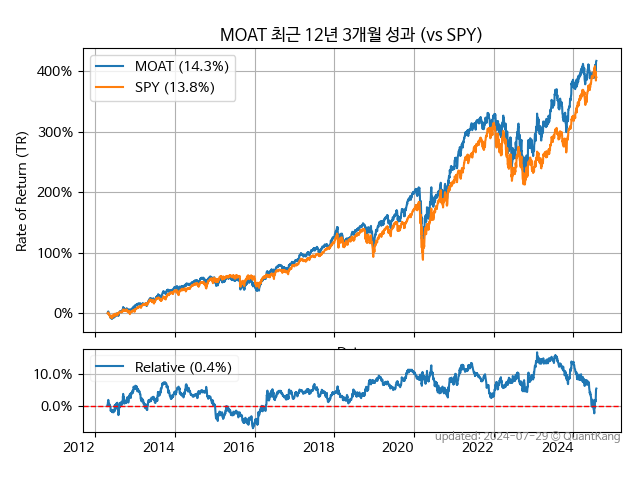 MOAT 최근 12년 3개월 성과 (vs SPY)
MOAT (14.3%)
SPY (13.8%)
Rate of Return (TR)
400%
300%
200%
100%
0%
Relative (0.4%)
10.0%
0.0%
2012 2014 2016 2018 2020 2022 2024
updated: 2024-07-29 © QuantKang